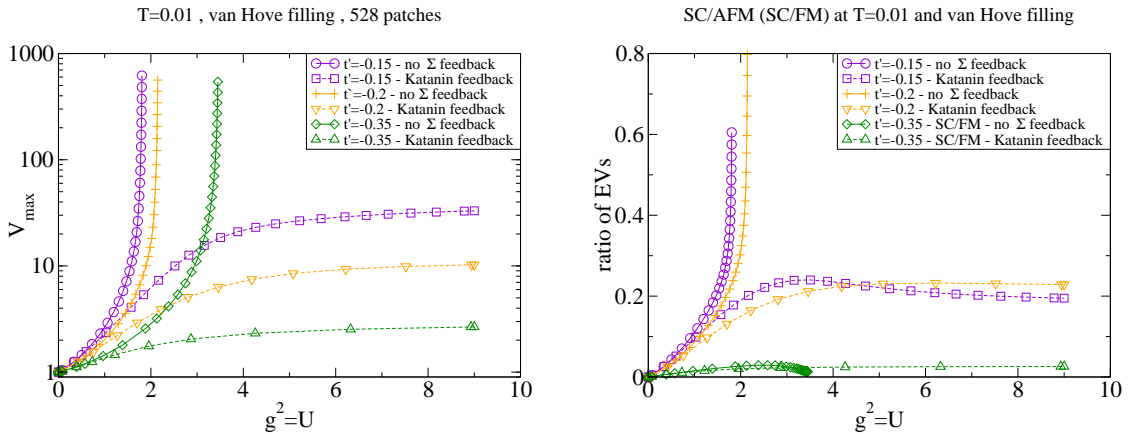 T=0.01 , van Hove filling , 528 patches
V_max
1000
100
10
1
0 2 4 6 8 10
g²=U
t'=-0.15 - no Σ feedback
t'=-0.15 - Katanin feedback
t`=-0.2 - no Σ feedback
t'=-0.2 - Katanin feedback
t'=-0.35 - no Σ feedback
t'=-0.35 - Katanin feedback
SC/AFM (SC/FM) at T=0.01 and van Hove filling
ratio of EVs
0.8
0.6
0.4
0.2
0
0 2 4 6 8 10
g²=U
t'=-0.15 - no Σ feedback
t'=-0.15 - Katanin feedback
t'=-0.2 - no Σ feedback
t'=-0.2 - Katanin feedback
t'=-0.35 - SC/FM - no Σ feedback
t'=-0.35 - SC/FM - Katanin feedback